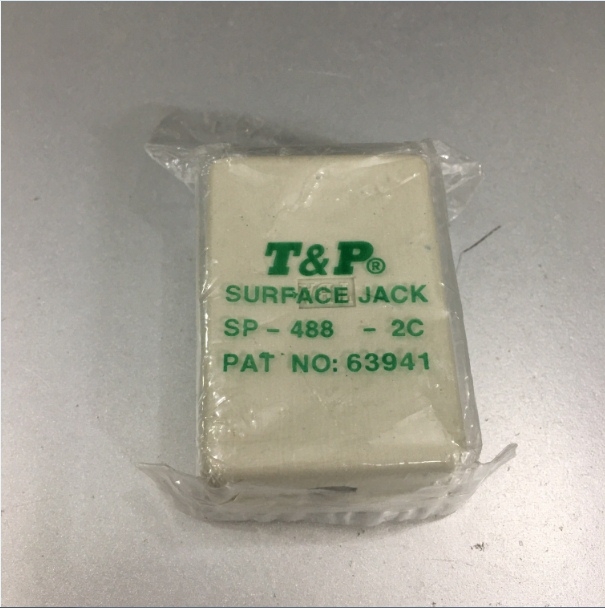 T&P®
SURFACE JACK
SP - 488 - 2C
PAT NO: 63941